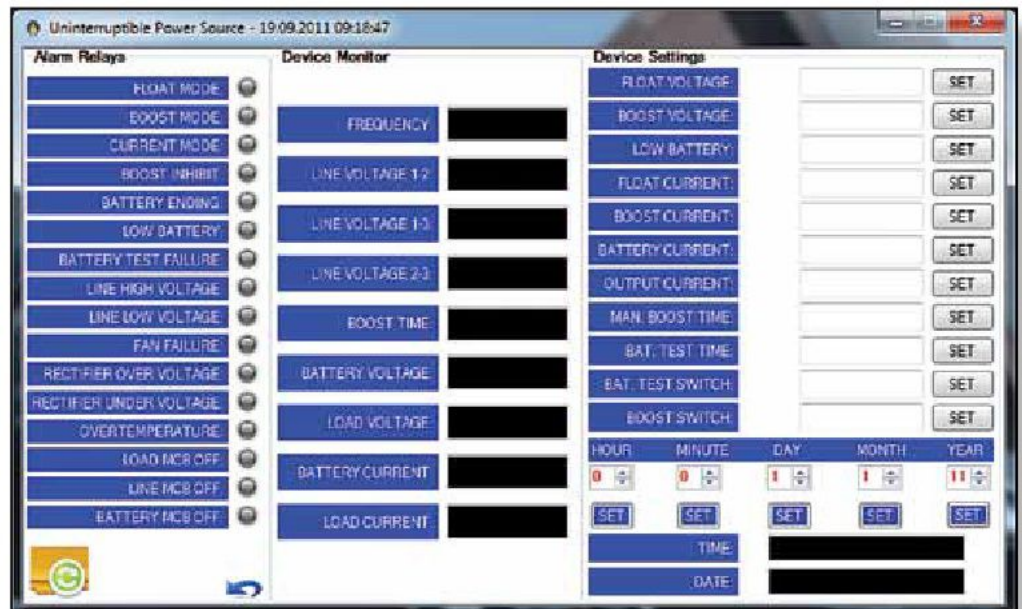 Uninterruptible Power Source - 19.09.2011 09:18:47
Alarm Relays
FLOAT MODE
BOOST MODE
CURRENT MODE
BOOST INHIBIT
BATTERY ENDING
LOW BATTERY
BATTERY TEST FAILURE
LINE HIGH VOLTAGE
LINE LOW VOLTAGE
FAN FAILURE
RECTIFIER OVER VOLTAGE
RECTIFIER UNDER VOLTAGE
OVERTEMPERATURE
LOAD MCB OFF
LINE MCB OFF
BATTERY MCB OFF
Device Monitor
FREQUENCY
LINE VOLTAGE 1-2
LINE VOLTAGE 1-3
LINE VOLTAGE 2-3
BOOST TIME
BATTERY VOLTAGE
LOAD VOLTAGE
BATTERY CURRENT
LOAD CURRENT
Device Settings
FLOAT VOLTAGE: SET
BOOST VOLTAGE: SET
LOW BATTERY: SET
FLOAT CURRENT: SET
BOOST CURRENT: SET
BATTERY CURRENT: SET
OUTPUT CURRENT: SET
MAN. BOOST TIME: SET
BAT. TEST TIME: SET
BAT. TEST SWITCH: SET
BOOST SWITCH: SET
HOUR MINUTE DAY MONTH YEAR
0 0 1 1 11
SET SET SET SET SET
TIME:
DATE: